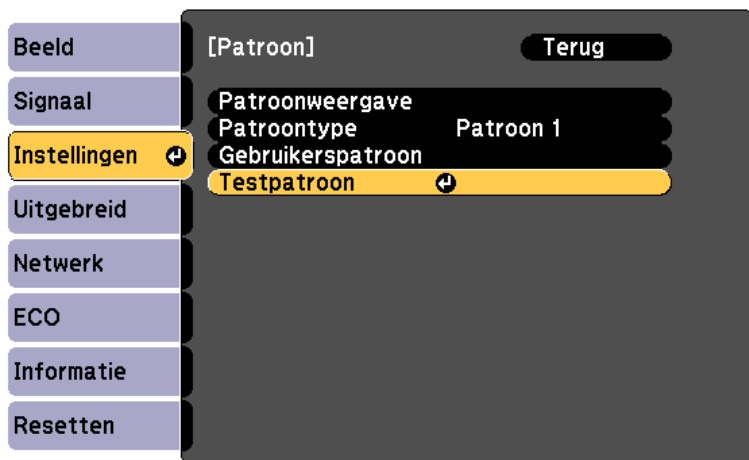 Beeld
Signaal
Instellingen
Uitgebreid
Netwerk
ECO
Informatie
Resetten
[Patroon] Terug
Patroonweergave
Patroontype Patroon 1
Gebruikerspatroon
Testpatroon